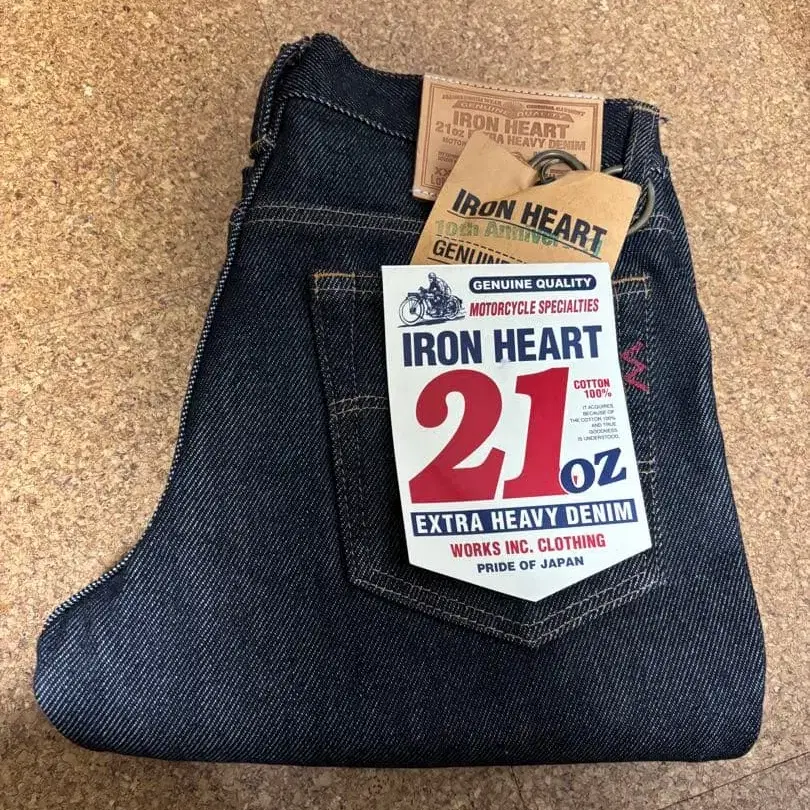 GENUINE QUALITY
IRON HEART
21oz EXTRA HEAVY DENIM
IRON HEART
10th
GENUINE
GENUINE QUALITY
MOTORCYCLE SPECIALTIES
IRON HEART
21oz
COTTON
100%
IT ACQUIRES
BECAUSE OF
THE COTTON 100%
AND TRUE
GOODNESS
IS UNDERSTOOD.
EXTRA HEAVY DENIM
WORKS INC. CLOTHING
PRIDE OF JAPAN